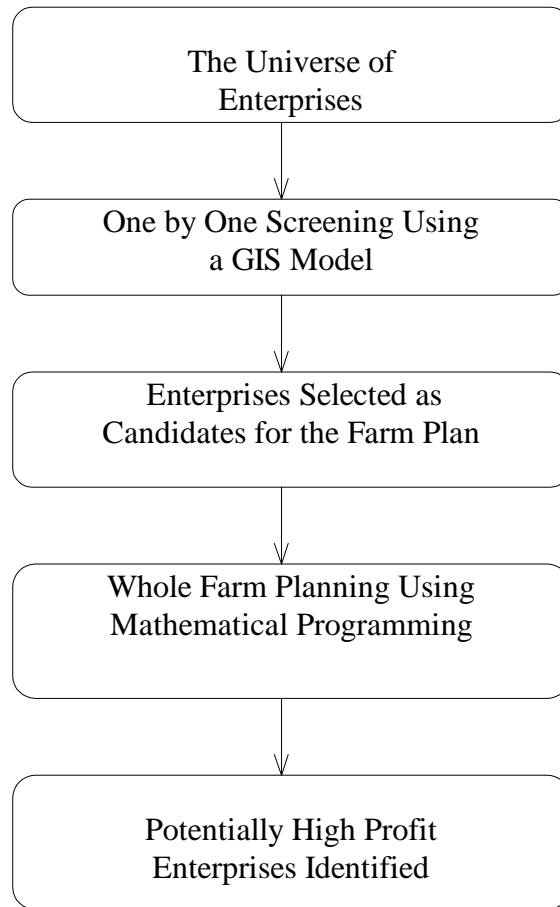 The Universe of
Enterprises
One by One Screening Using
a GIS Model
Enterprises Selected as
Candidates for the Farm Plan
Whole Farm Planning Using
Mathematical Programming
Potentially High Profit
Enterprises Identified